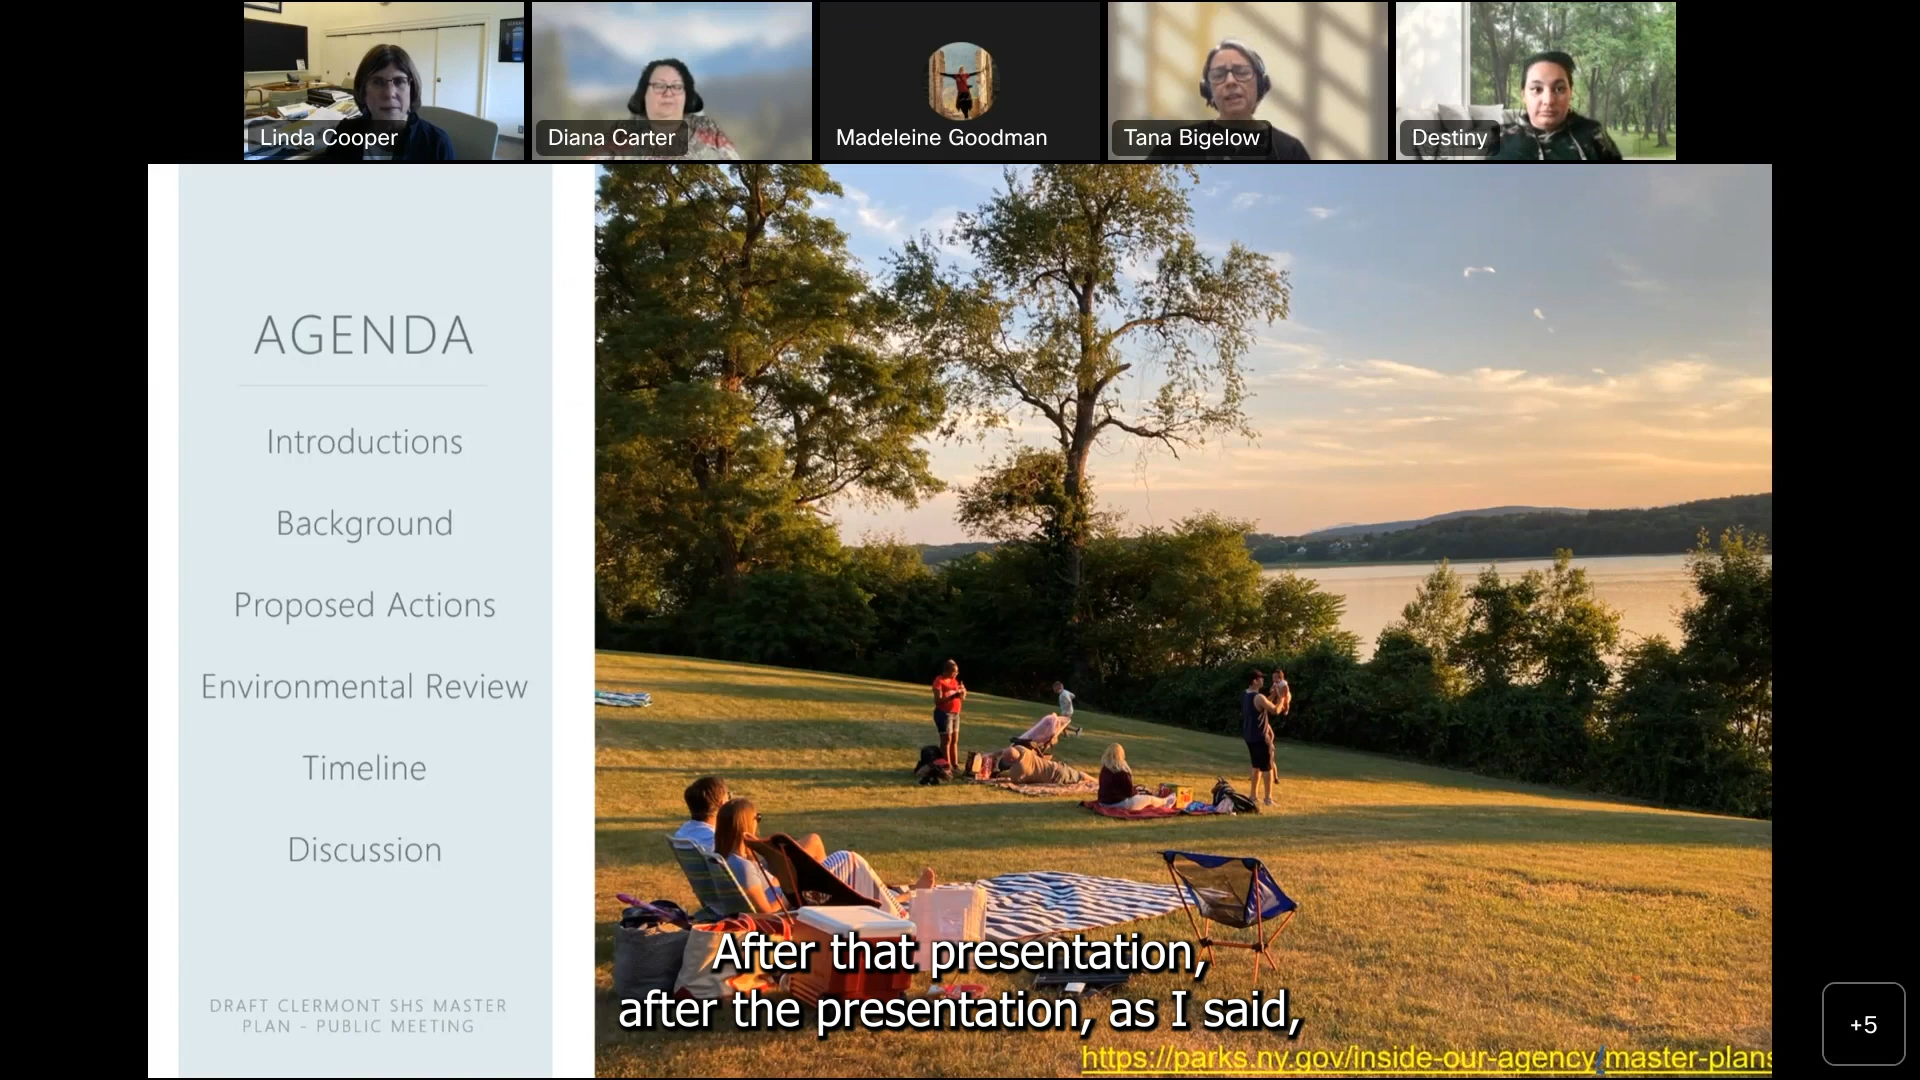 Linda Cooper
Diana Carter
Madeleine Goodman
Tana Bigelow
Destiny
AGENDA
Introductions
Background
Proposed Actions
Environmental Review
Timeline
Discussion
DRAFT CLERMONT SHS MASTER
PLAN - PUBLIC MEETING
After that presentation,
after the presentation, as I said,
https://parks.ny.gov/inside-our-agency/master-plans
+5